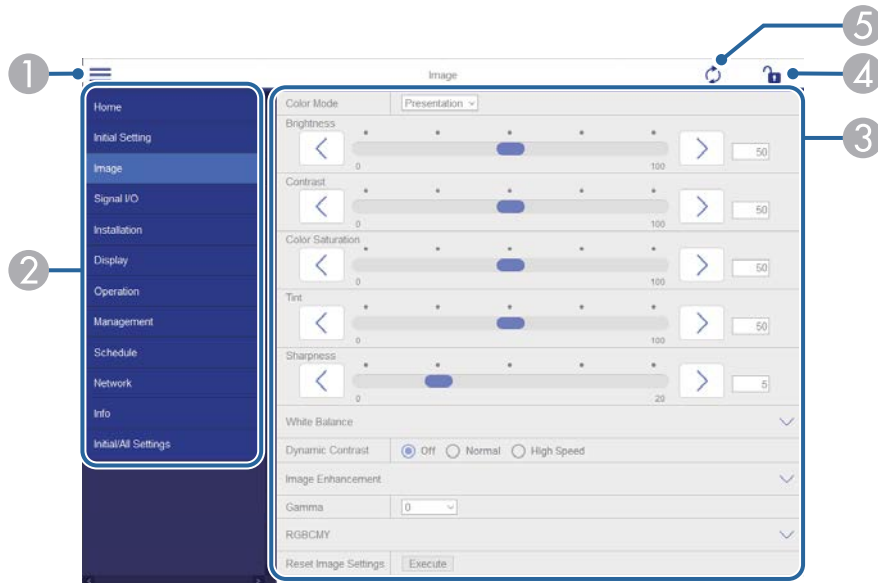 5
1
Image
4
Home
Color Mode
Presentation
3
Initial Setting
Brightness
0
100
50
Image
Signal I/O
Contrast
0
100
50
Installation
2
Display
Color Saturation
0
100
50
Operation
Management
Tint
0
100
50
Schedule
Sharpness
0
20
5
Network
Info
White Balance
Initial/All Settings
Dynamic Contrast
Off
Normal
High Speed
Image Enhancement
Gamma
0
RGBCMY
Reset Image Settings
Execute